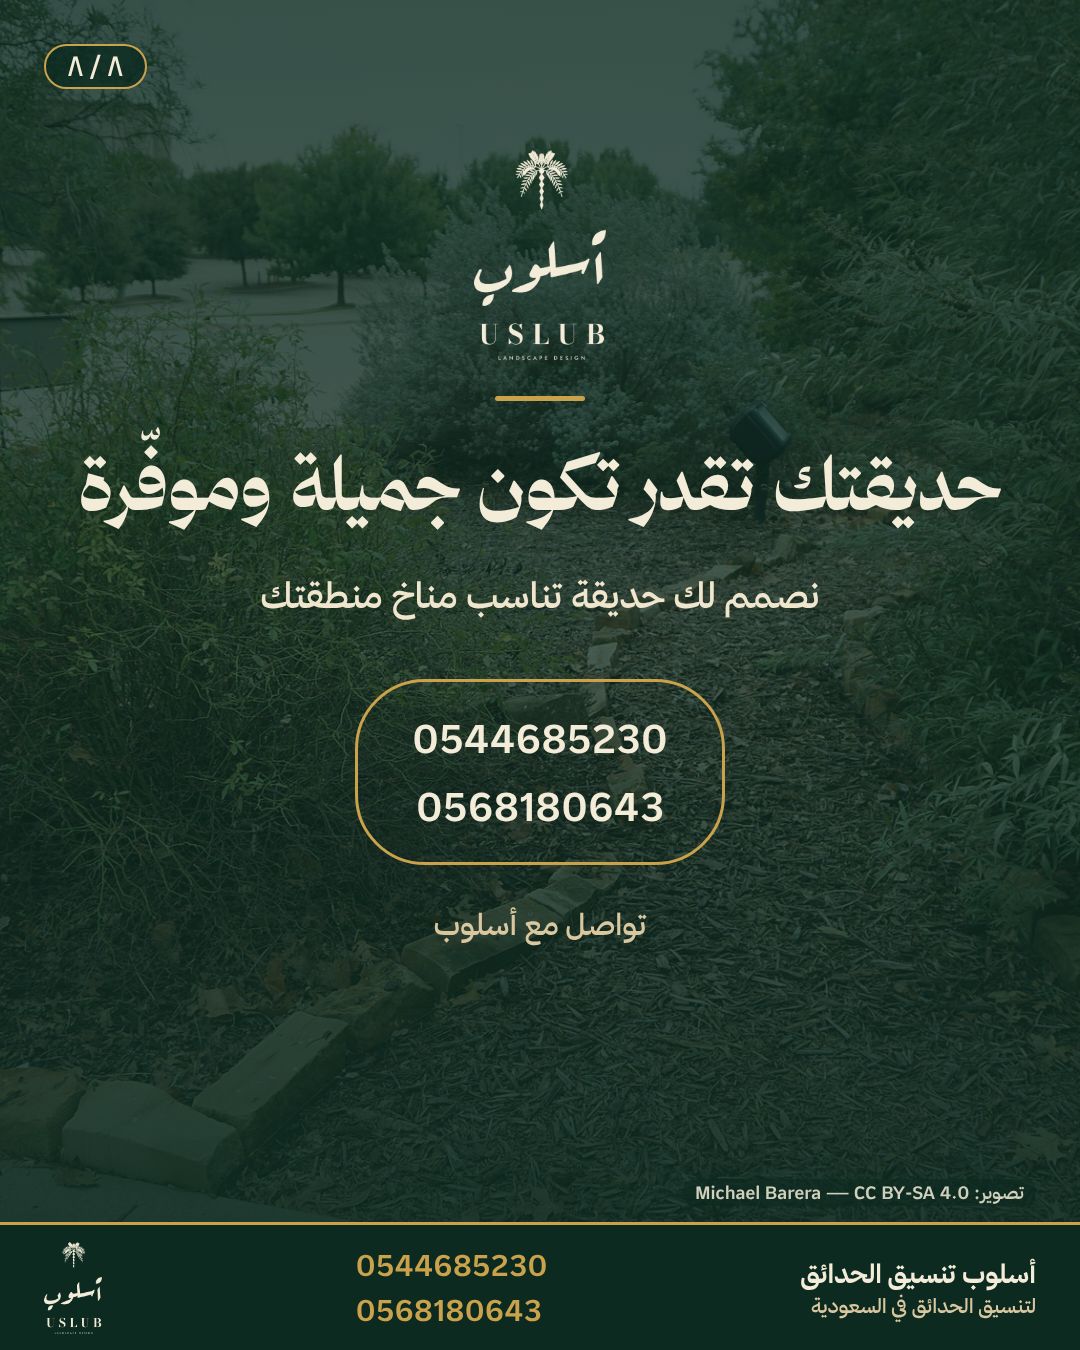 ٨/٨
أسلوب
USLUB
LANDSCAPE DESIGN
حديقتك تقدر تكون جميلة وموفّرة
نصمم لك حديقة تناسب مناخ منطقتك
0544685230
0568180643
تواصل مع أسلوب
تصوير: Michael Barera — CC BY-SA 4.0
أسلوب تنسيق الحدائق
لتنسيق الحدائق في السعودية
0544685230
0568180643
أسلوب
USLUB
LANDSCAPE DESIGN